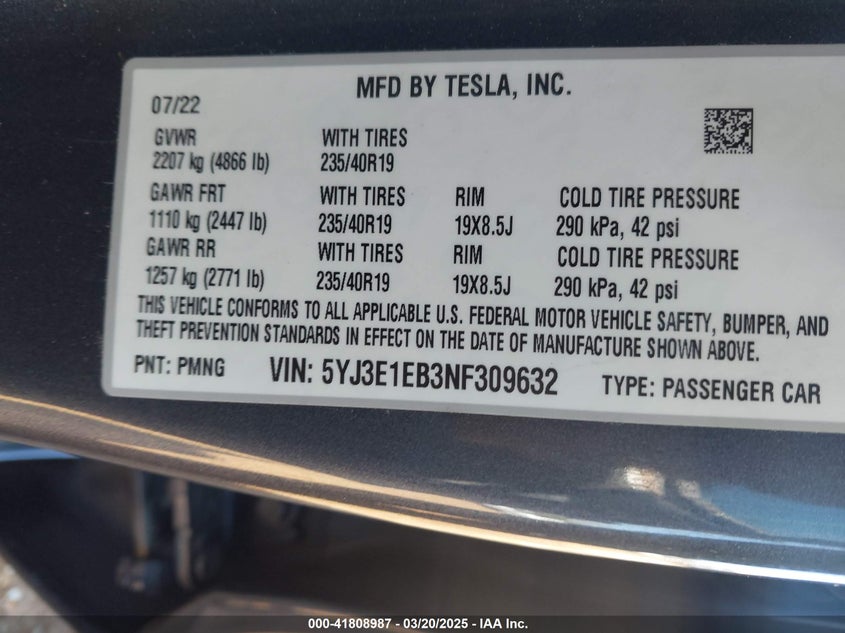 MFD BY TESLA, INC.
07/22
GVWR WITH TIRES
2207 kg (4866 lb) 235/40R19
GAWR FRT WITH TIRES RIM COLD TIRE PRESSURE
1110 kg (2447 lb) 235/40R19 19X8.5J 290 kPa, 42 psi
GAWR RR WITH TIRES RIM COLD TIRE PRESSURE
1257 kg (2771 lb) 235/40R19 19X8.5J 290 kPa, 42 psi
THIS VEHICLE CONFORMS TO ALL APPLICABLE U.S. FEDERAL MOTOR VEHICLE SAFETY, BUMPER, AND
THEFT PREVENTION STANDARDS IN EFFECT ON THE DATE OF MANUFACTURE SHOWN ABOVE.
PNT: PMNG VIN: 5YJ3E1EB3NF309632 TYPE: PASSENGER CAR
000-41808987 - 03/20/2025 - IAA Inc.